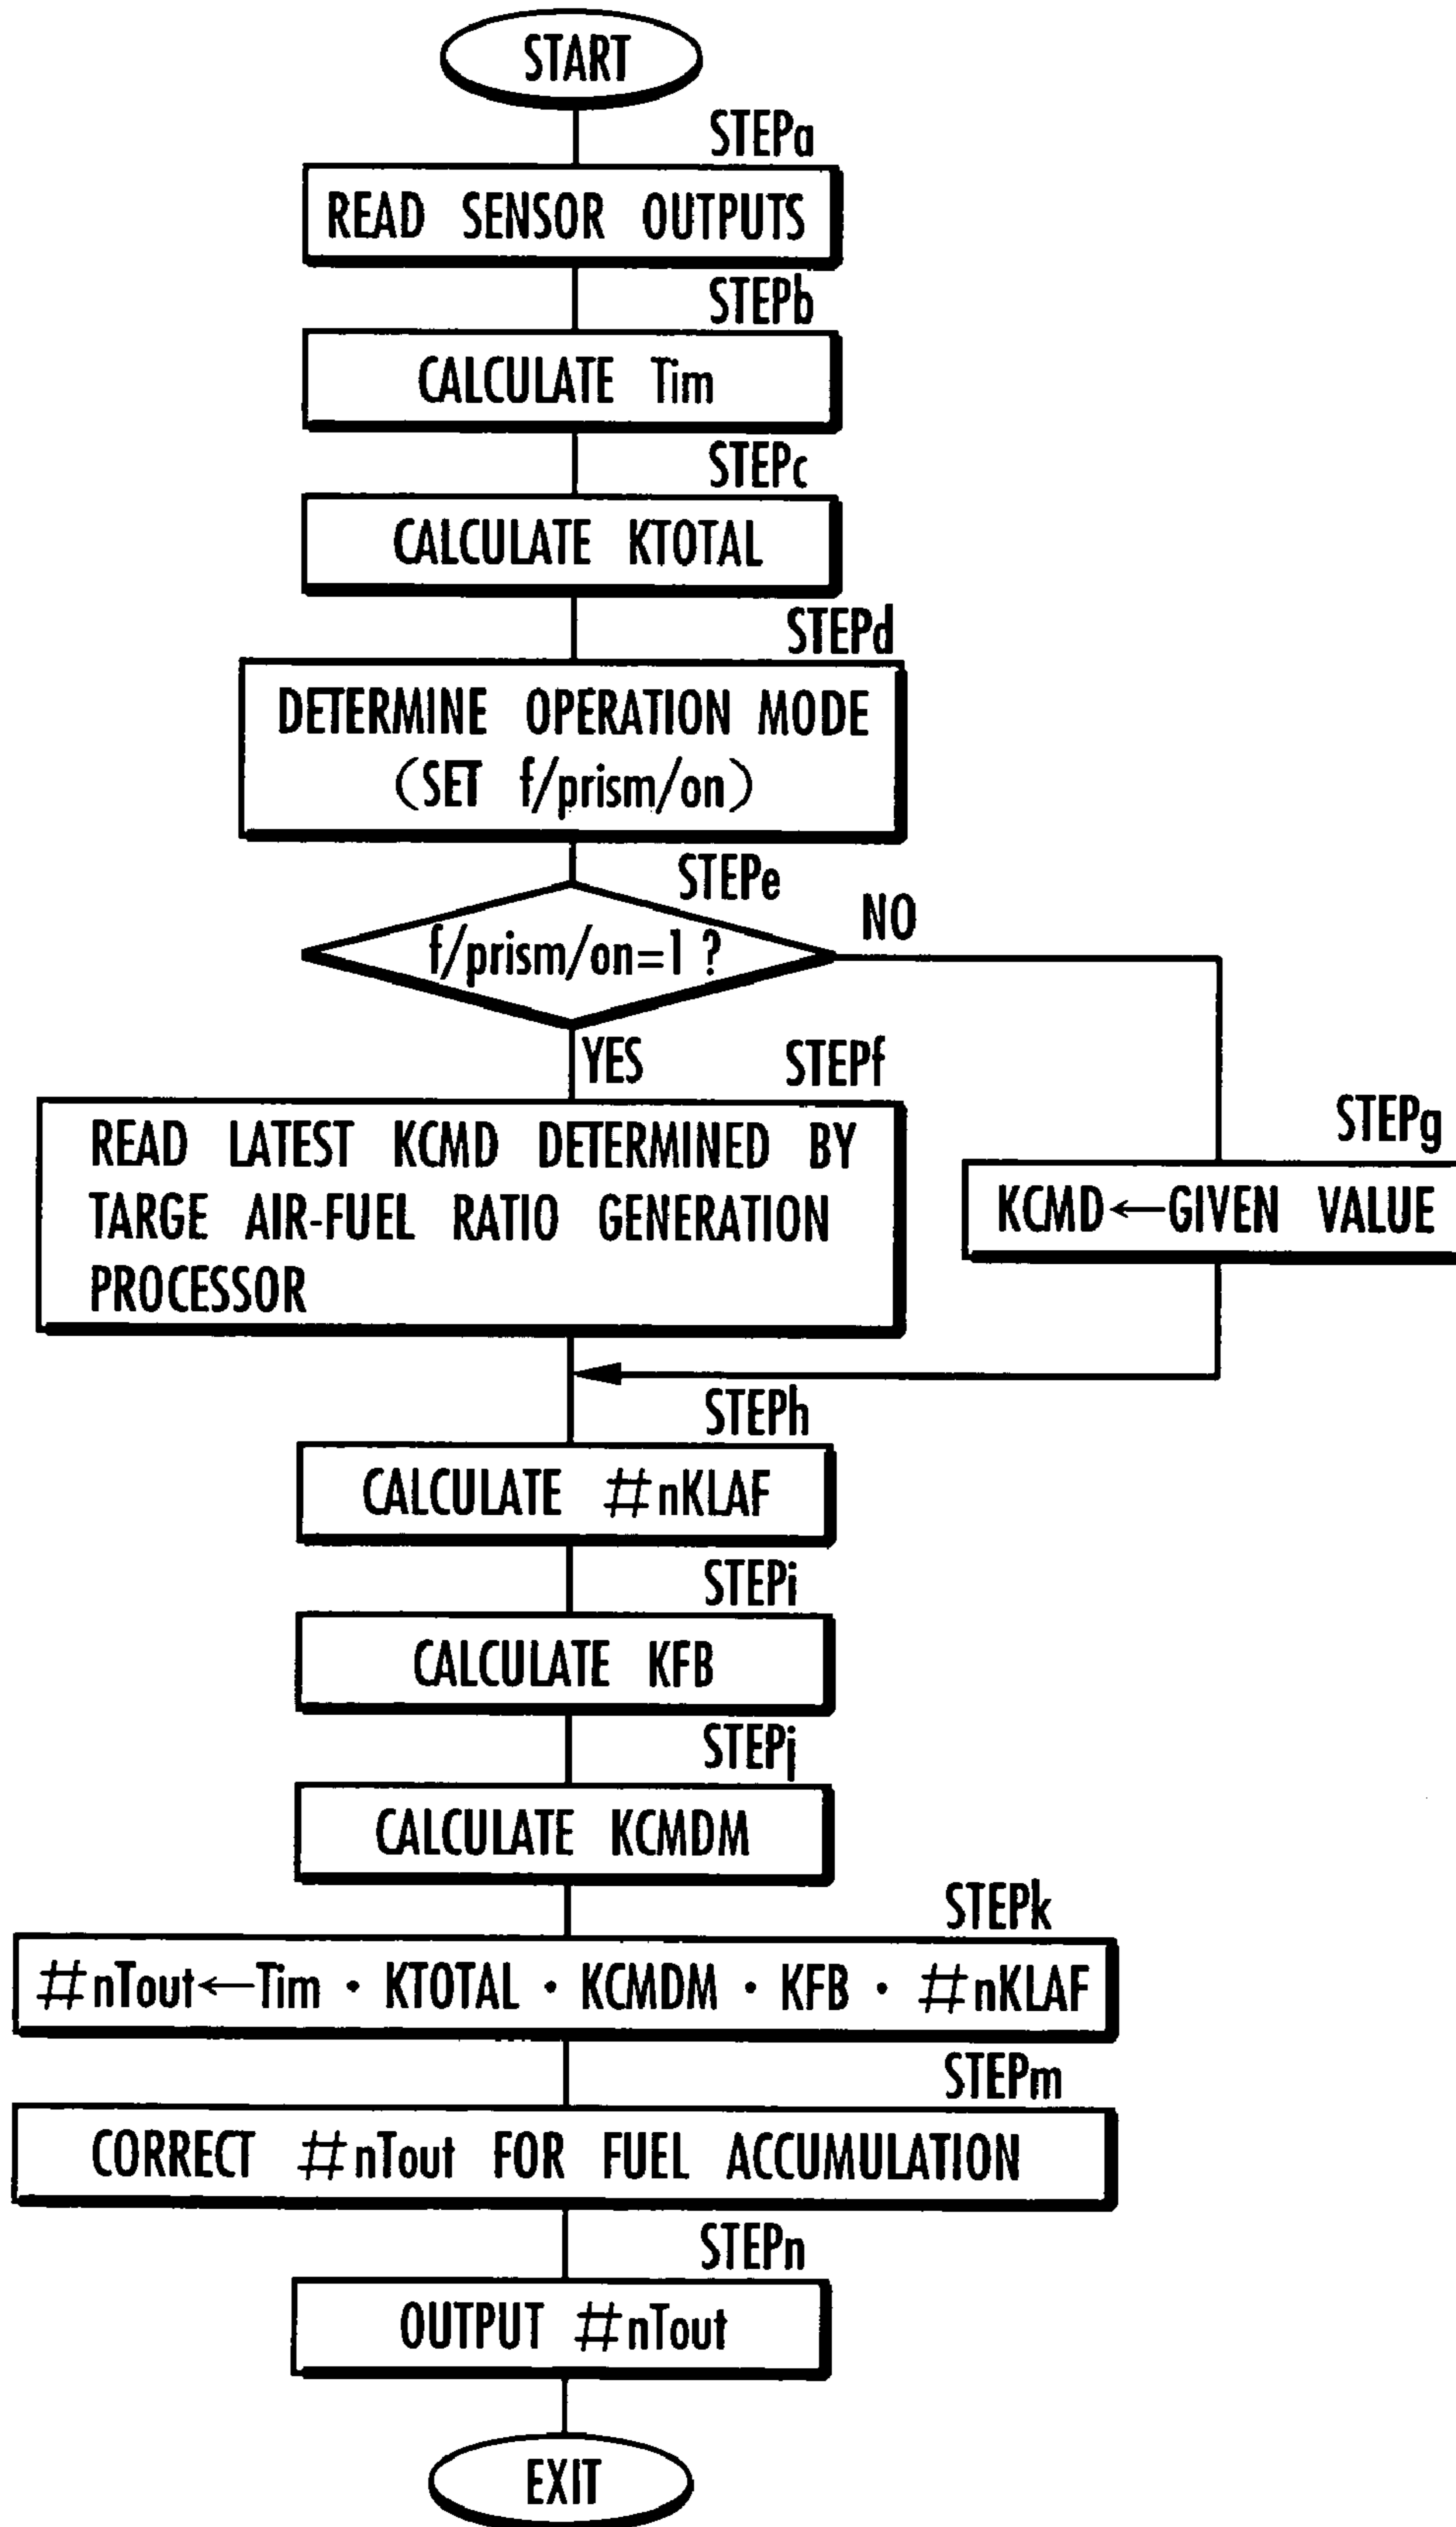 START
STEPa
READ SENSOR OUTPUTS
STEPb
CALCULATE Tim
STEPc
CALCULATE KTOTAL
STEPd
DETERMINE OPERATION MODE
(SET f/prism/on)
STEPe
f/prism/on=1 ?
NO
YES
STEPf
READ LATEST KCMD DETERMINED BY
TARGE AIR-FUEL RATIO GENERATION
PROCESSOR
STEPg
KCMD←GIVEN VALUE
STEPh
CALCULATE #nKLAF
STEPi
CALCULATE KFB
STEPj
CALCULATE KCMDM
STEPk
#nTout←Tim · KTOTAL · KCMDM · KFB · #nKLAF
STEPm
CORRECT #nTout FOR FUEL ACCUMULATION
STEPn
OUTPUT #nTout
EXIT